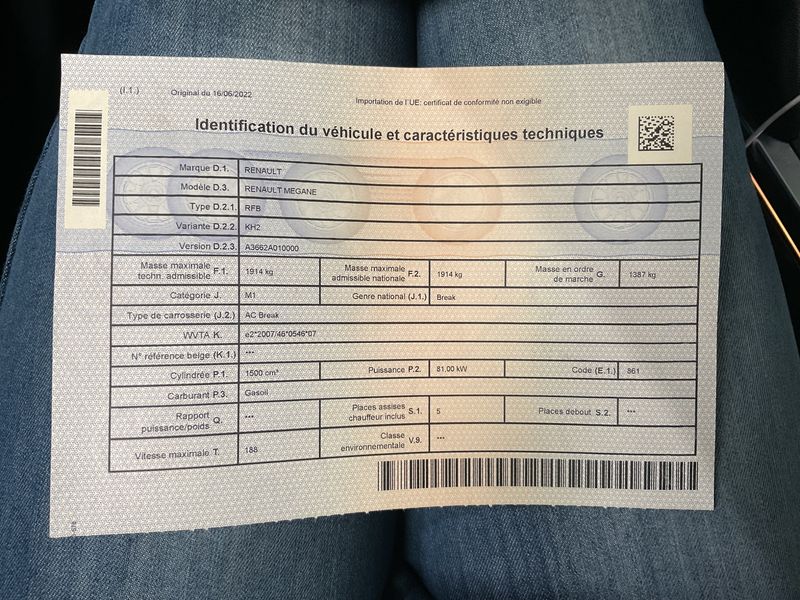 (I.1.) Original du 16/06/2022
Importation de l'UE: certificat de conformité non exigible
Identification du véhicule et caractéristiques techniques
Marque D.1. RENAULT
Modèle D.3. RENAULT MEGANE
Type D.2.1. RFB
Variante D.2.2. KH2
Version D.2.3. A3662A010000
Masse maximale techn. admissible F.1. 1914 kg Masse maximale admissible nationale F.2. 1914 kg Masse en ordre de marche G. 1387 kg
Catégorie J. M1 Genre national (J.1.) Break
Type de carrosserie (J.2.) AC Break
WVTA K. e2*2007/46*0546*07
N° référence belge (K.1.) ***
Cylindrée P.1. 1500 cm³ Puissance P.2. 81.00 kW Code (E.1.) 861
Carburant P.3. Gasoil
Rapport puissance/poids Q. *** Places assises chauffeur inclus S.1. 5 Places debout S.2. ***
Vitesse maximale T. 188 Classe environnementale V.9. ***